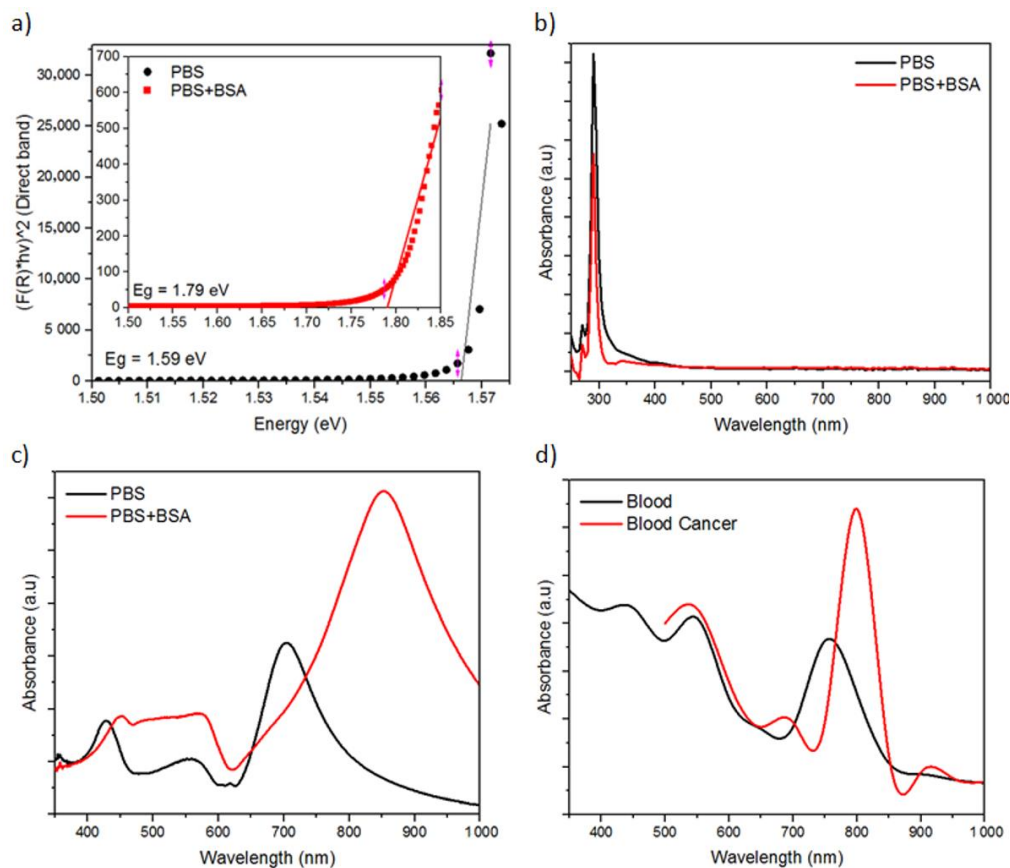 a)
(F(R)*hv)^2 (Direct band)
30,000
25,000
20,000
15,000
10,000
5 000
0
1.50
1.51
1.52
1.53
1.54
1.55
1.56
1.57
Energy (eV)
Eg = 1.59 eV
700
600
500
400
300
200
100
0
PBS
PBS+BSA
Eg = 1.79 eV
1.50
1.55
1.60
1.65
1.70
1.75
1.80
1.85
b)
Absorbance (a.u)
PBS
PBS+BSA
300
400
500
600
700
800
900
1 000
Wavelength (nm)
c)
Absorbance (a.u)
PBS
PBS+BSA
400
500
600
700
800
900
1000
Wavelength (nm)
d)
Absorbance (a.u)
Blood
Blood Cancer
400
500
600
700
800
900
1 000
Wavelength (nm)